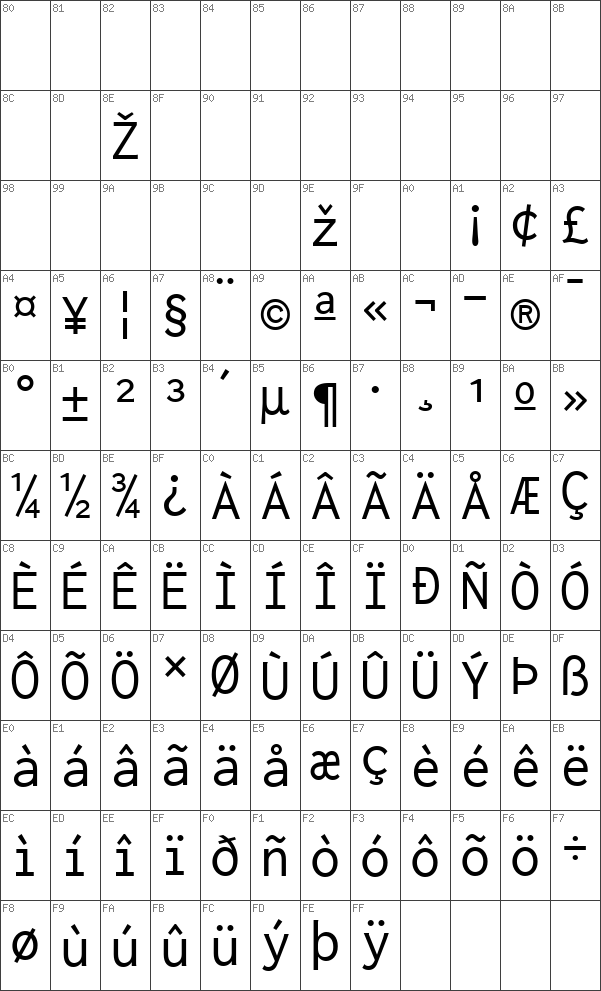 80 81 82 83 84 85 86 87 88 89 8A 8B
8C 8D 8E 8F 90 91 92 93 94 95 96 97
Ž
98 99 9A 9B 9C 9D 9E 9F A0 A1 A2 A3
ž ¡ ¢ £
A4 A5 A6 A7 A8 A9 AA AB AC AD AE AF
¤ ¥ ¦ § ¨ © ª « ¬ ¯ ® ¯
B0 B1 B2 B3 B4 B5 B6 B7 B8 B9 BA BB
° ± ² ³ ´ µ ¶ · ¸ ¹ º »
BC BD BE BF C0 C1 C2 C3 C4 C5 C6 C7
¼ ½ ¾ ¿ À Á Â Ã Ä Å Æ Ç
C8 C9 CA CB CC CD CE CF D0 D1 D2 D3
È É Ê Ë Ì Í Î Ï Ð Ñ Ò Ó
D4 D5 D6 D7 D8 D9 DA DB DC DD DE DF
Ô Õ Ö × Ø Ù Ú Û Ü Ý Þ ß
E0 E1 E2 E3 E4 E5 E6 E7 E8 E9 EA EB
à á â ã ä å æ ç è é ê ë
EC ED EE EF F0 F1 F2 F3 F4 F5 F6 F7
ì í î ï ð ñ ò ó ô õ ö ÷
F8 F9 FA FB FC FD FE FF
ø ù ú û ü ý þ ÿ